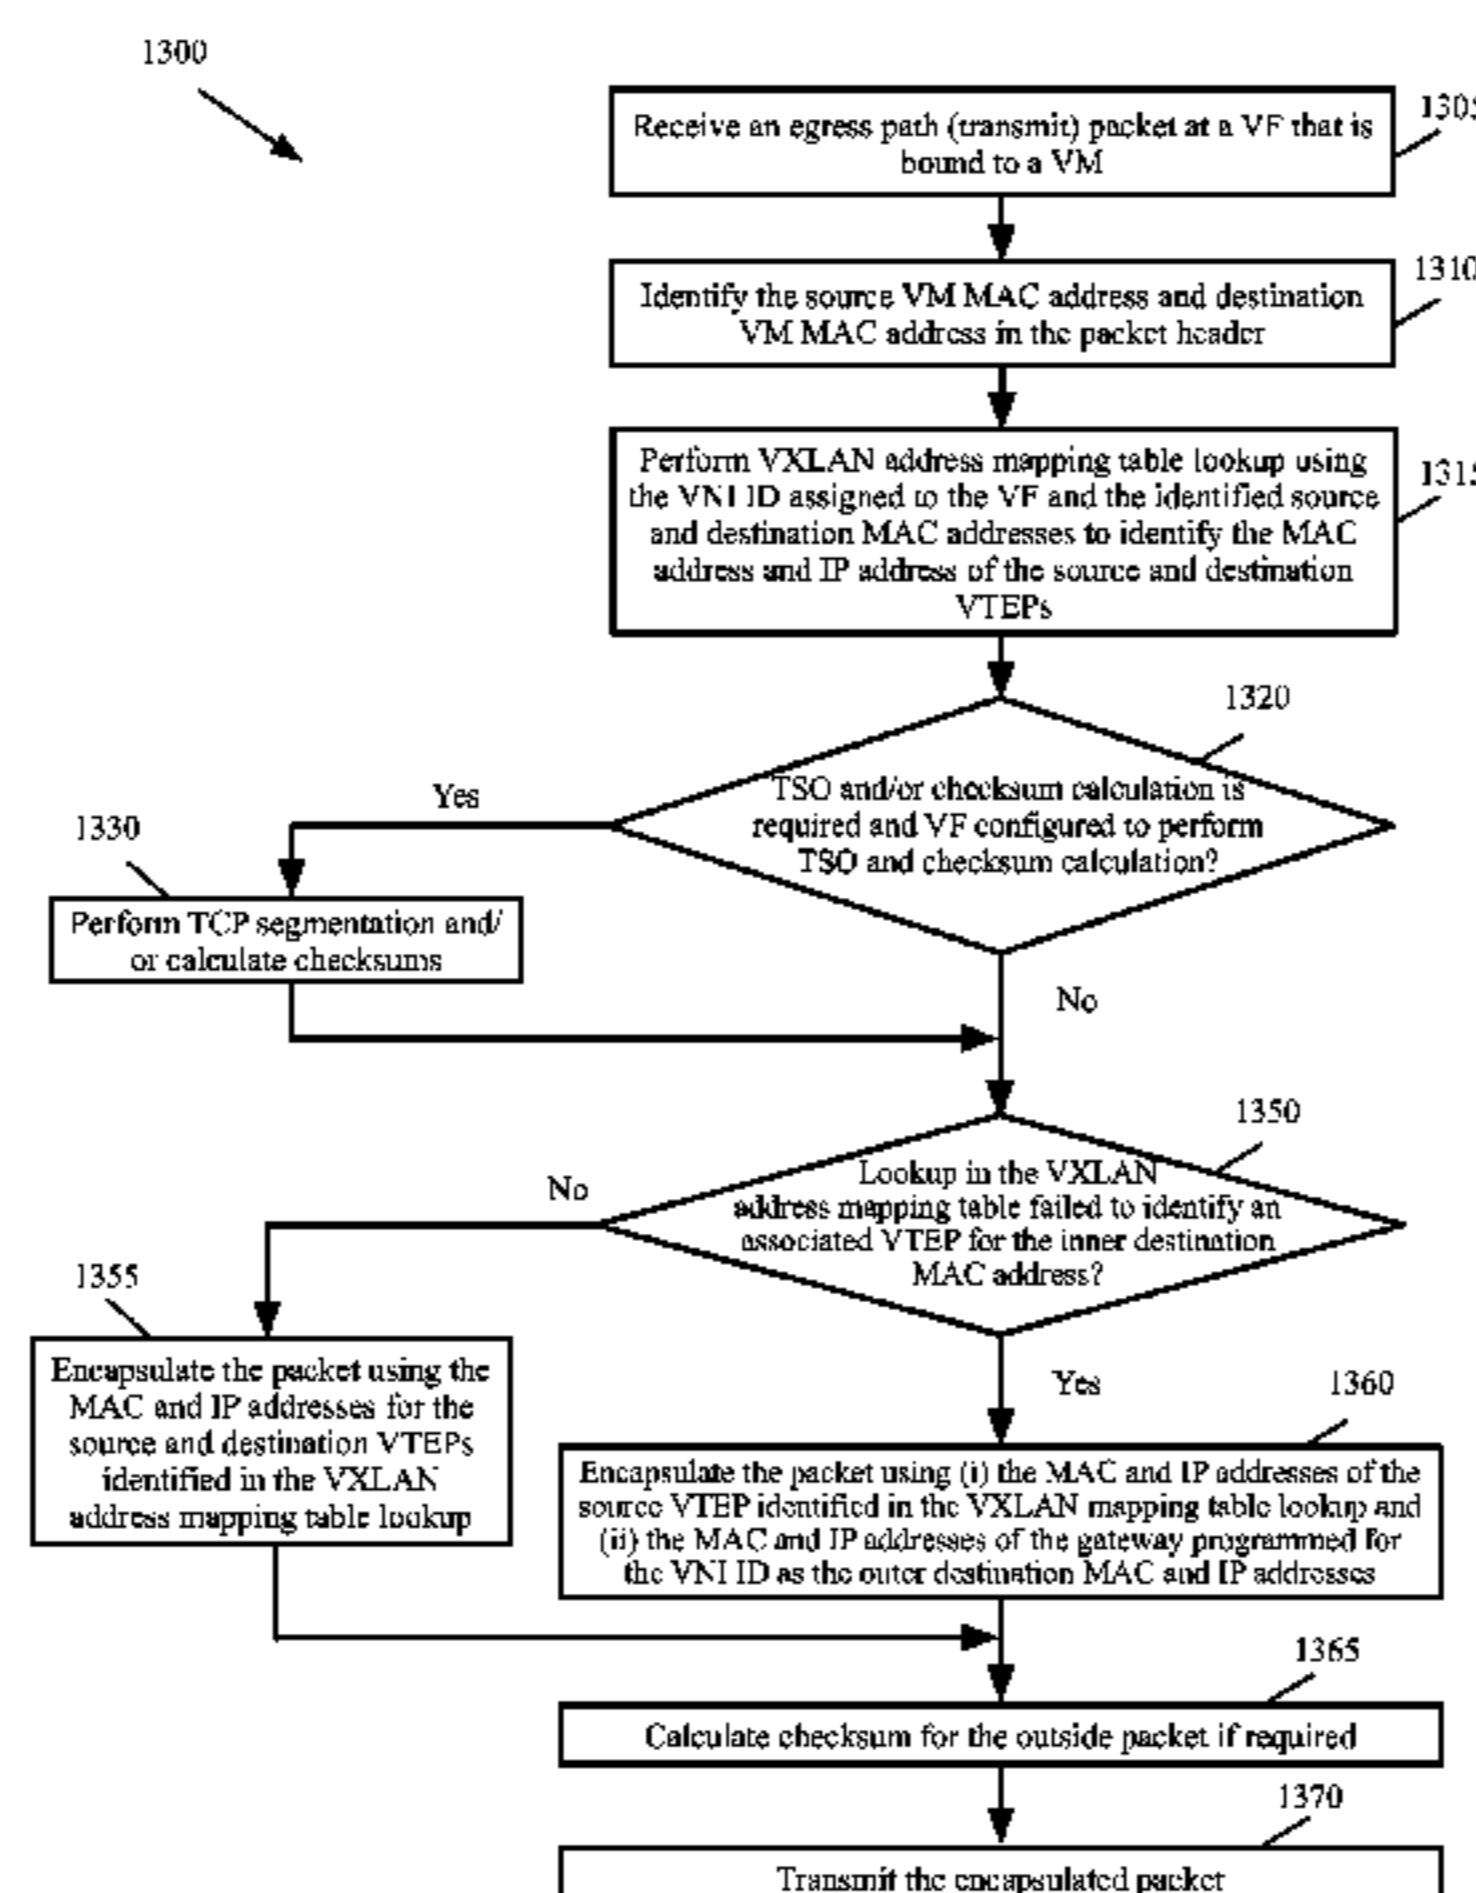 1300
1305
Receive an egress path (transmit) packet at a VF that is
bound to a VM
1310
Identify the source VM MAC address and destination
VM MAC address in the packet header
1315
Perform VXLAN address mapping table lookup using
the VNI ID assigned to the VF and the identified source
and destination MAC addresses to identify the MAC
address and IP address of the source and destination
VTEPs
1320
TSO and/or checksum calculation is
required and VF configured to perform
TSO and checksum calculation?
Yes
1330
Perform TCP segmentation and/
or calculate checksums
No
1350
Lookup in the VXLAN
address mapping table failed to identify an
associated VTEP for the inner destination
MAC address?
No
1355
Encapsulate the packet using the
MAC and IP addresses for the
source and destination VTEPs
identified in the VXLAN
address mapping table lookup
Yes
1360
Encapsulate the packet using (i) the MAC and IP addresses of the
source VTEP identified in the VXLAN mapping table lookup and
(ii) the MAC and IP addresses of the gateway programmed for
the VNI ID as the outer destination MAC and IP addresses
1365
Calculate checksum for the outside packet if required
1370
Transmit the encapsulated packet